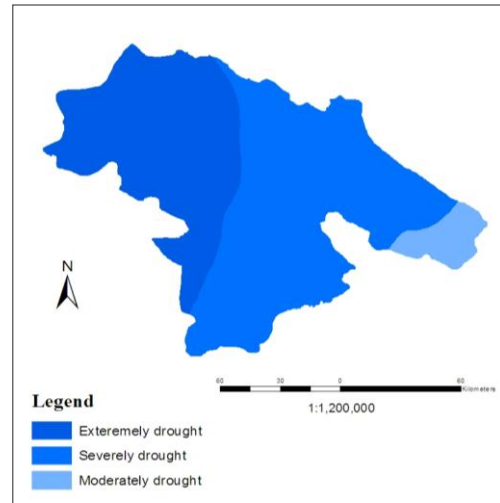 N
60 30 0 60
Kilometers
1:1,200,000
Legend
Exteremely drought
Severely drought
Moderately drought